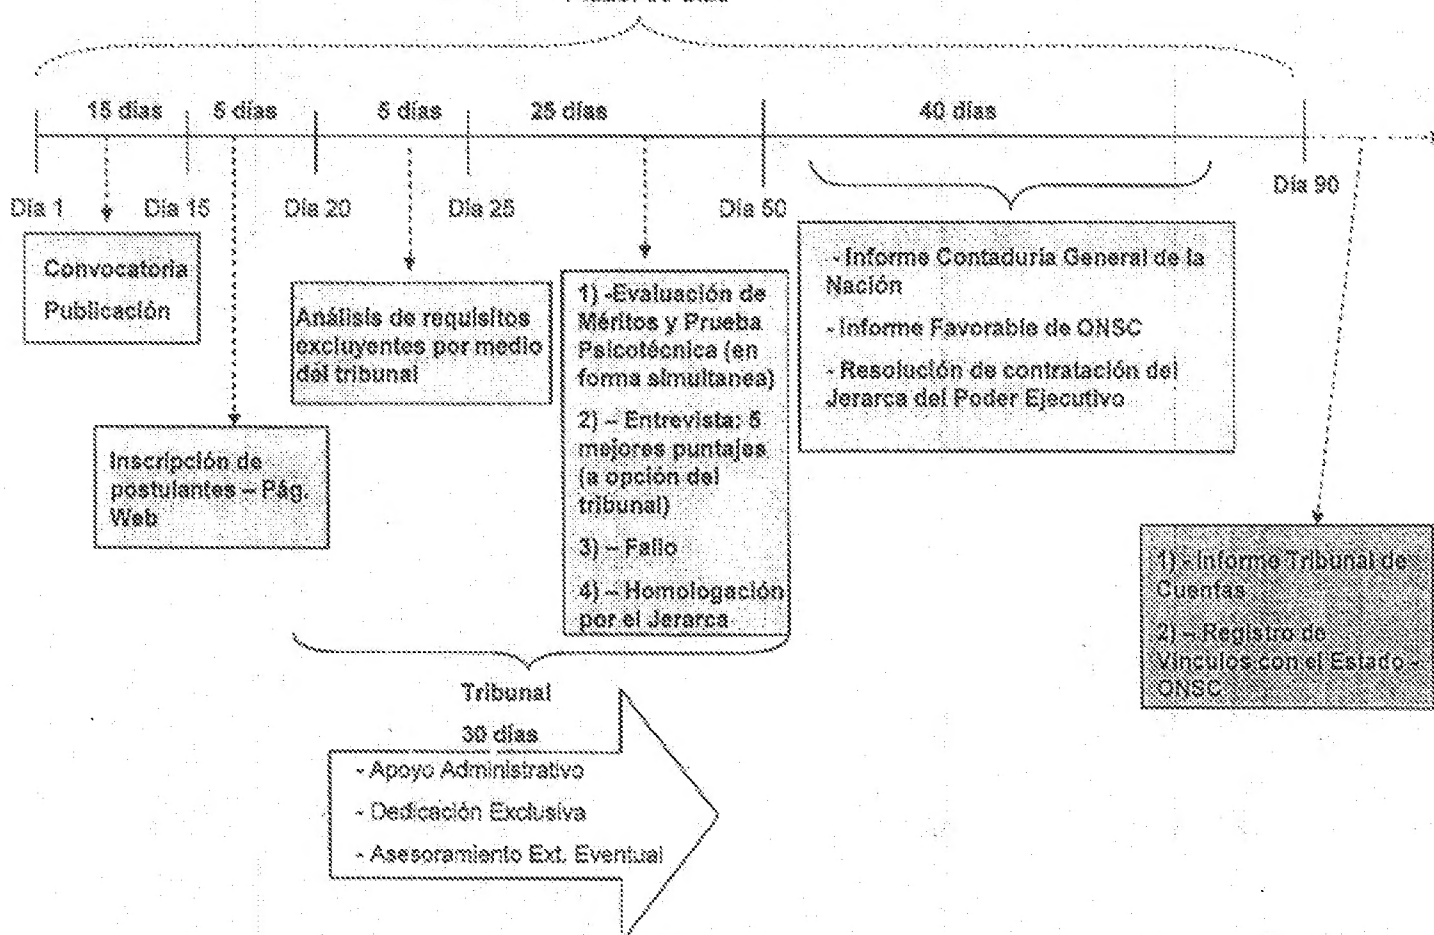 15 días
5 días
5 días
25 días
40 días
Día 1
Día 15
Día 20
Día 25
Día 50
Día 90
Convocatoria
Publicación
Inscripción de
postulantes – Pág.
Web
Análisis de requisitos
excluyentes por medio
del tribunal
1) -Evaluación de
Méritos y Prueba
Psicotécnica (en
forma simultanea)
2) – Entrevista: 5
mejores puntajes
(a opción del
tribunal)
3) – Fallo
4) – Homologación
por el Jerarca
- Informe Contaduría General de la
Nación
- Informe Favorable de ONSC
- Resolución de contratación del
Jerarca del Poder Ejecutivo
1) - Informe Tribunal de
Cuentas
2) – Registro de
Vínculos con el Estado -
ONSC
Tribunal
30 días
- Apoyo Administrativo
- Dedicación Exclusiva
- Asesoramiento Ext. Eventual